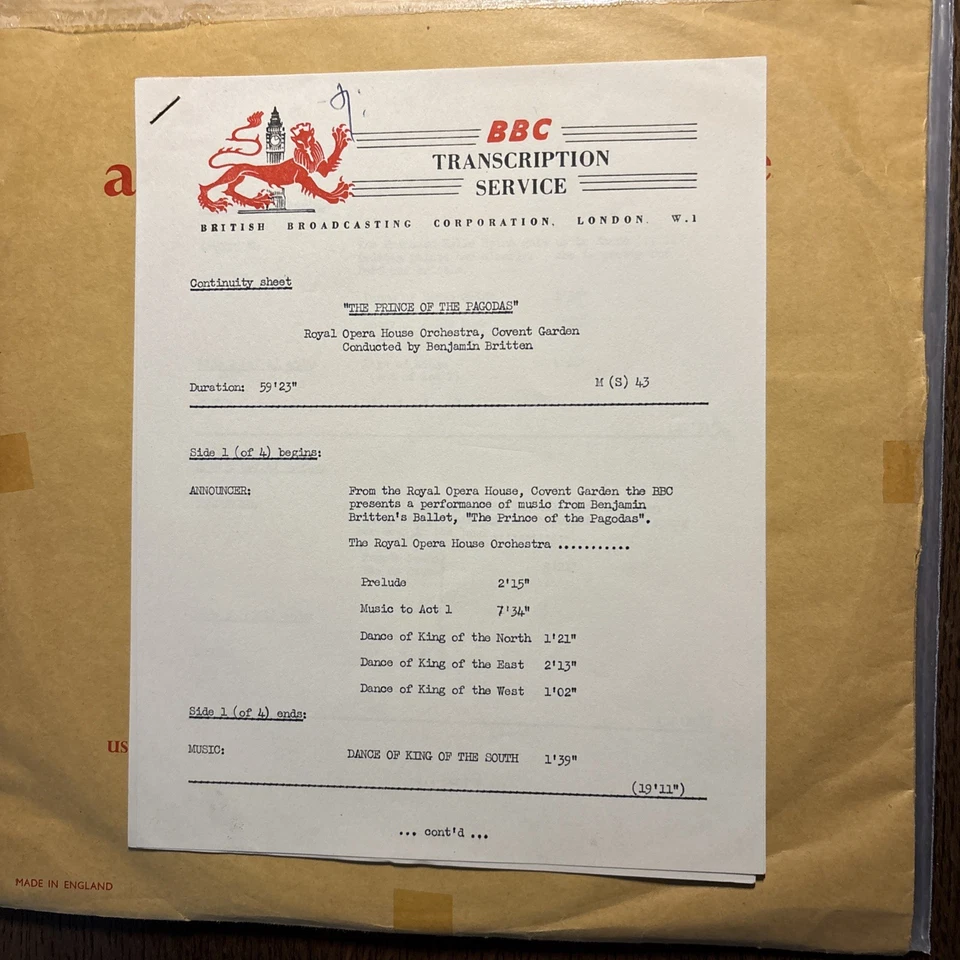 BBC
TRANSCRIPTION
SERVICE
BRITISH BROADCASTING CORPORATION, LONDON. W.1
Continuity sheet
"THE PRINCE OF THE PAGODAS"
Royal Opera House Orchestra, Covent Garden
Conducted by Benjamin Britten
Duration: 59'23" M (S) 43
Side 1 (of 4) begins:
ANNOUNCER: From the Royal Opera House, Covent Garden the BBC
presents a performance of music from Benjamin
Britten's Ballet, "The Prince of the Pagodas".
The Royal Opera House Orchestra ...........
Prelude 2'15"
Music to Act 1 7'34"
Dance of King of the North 1'21"
Dance of King of the East 2'13"
Dance of King of the West 1'02"
Side 1 (of 4) ends:
MUSIC: DANCE OF KING OF THE SOUTH 1'39"
(19'11")
... cont'd ...
a
us
MADE IN ENGLAND